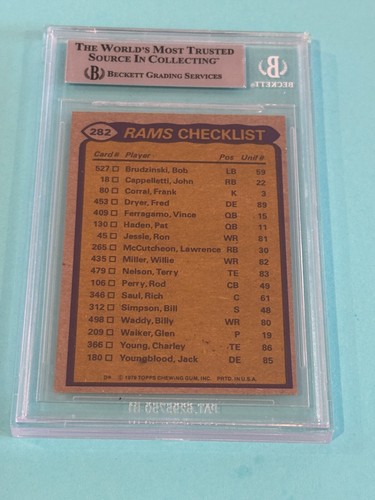 THE WORLD'S MOST TRUSTED
SOURCE IN COLLECTING™
B BECKETT GRADING SERVICES
B
BECKETT
282 RAMS CHECKLIST
Card# Player Pos Unif#
527 □ Brudzinski, Bob LB 59
18 □ Cappelletti, John RB 22
80 □ Corral, Frank K 3
453 □ Dryer, Fred DE 89
409 □ Ferragamo, Vince QB 15
130 □ Haden, Pat QB 11
45 □ Jessie, Ron WR 81
265 □ McCutcheon, Lawrence RB 30
435 □ Miller, Willie WR 82
479 □ Nelson, Terry TE 83
106 □ Perry, Rod CB 49
346 □ Saul, Rich C 61
312 □ Simpson, Bill S 48
498 □ Waddy, Billy WR 80
209 □ Walker, Glen P 19
366 □ Young, Charley TE 86
180 □ Youngblood, Jack DE 85
© 1979 TOPPS CHEWING GUM, INC. PRTD. IN U.S.A.